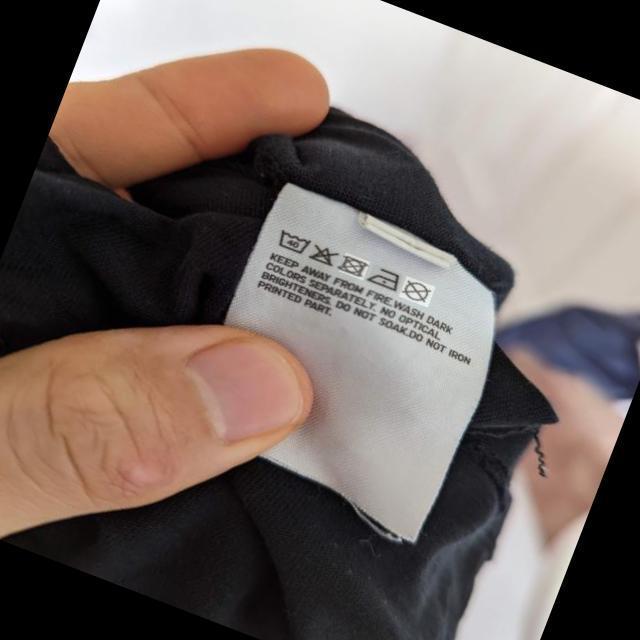 40
KEEP AWAY FROM FIRE.WASH DARK
COLORS SEPARATELY. NO OPTICAL
BRIGHTENERS. DO NOT SOAK.DO NOT IRON
PRINTED PART.